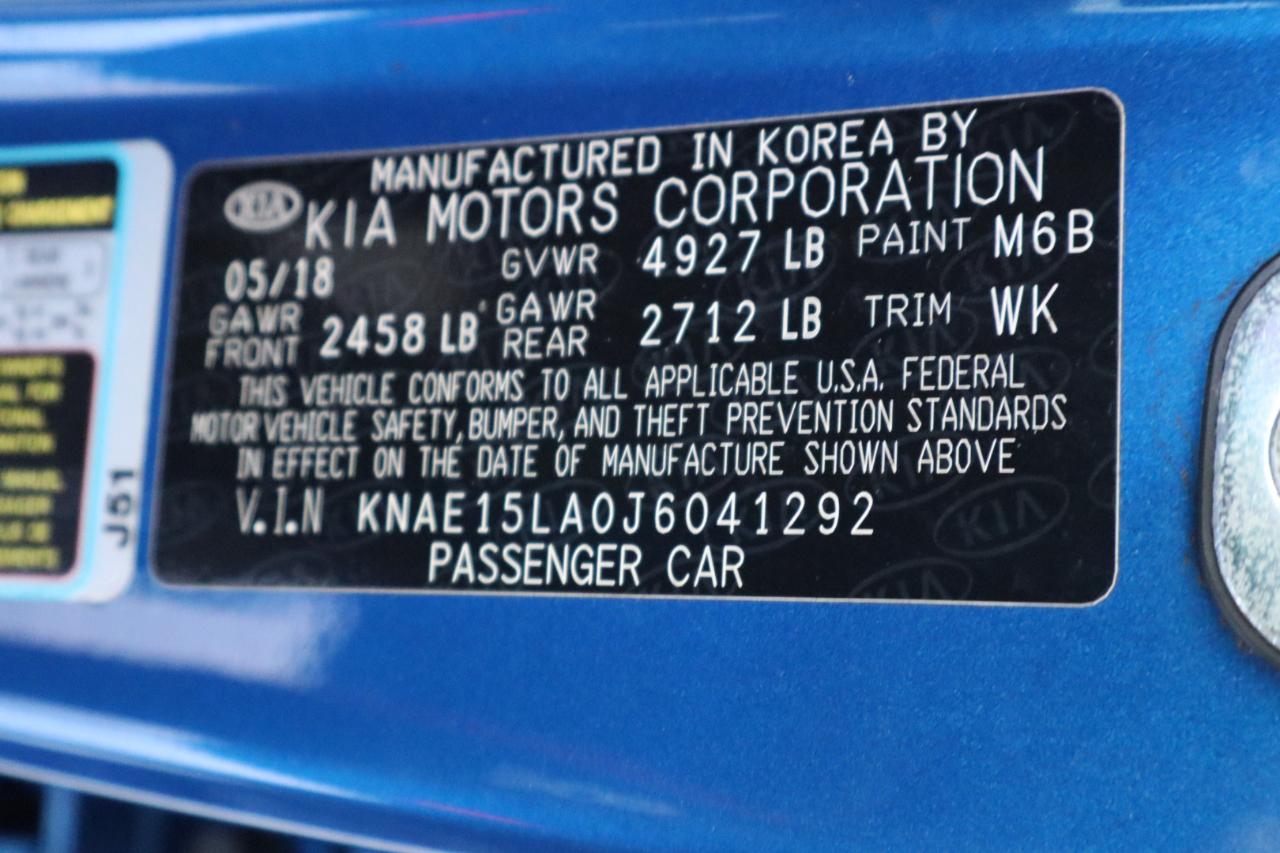 MANUFACTURED IN KOREA BY
KIA KIA MOTORS CORPORATION
05/18 GVWR 4927 LB PAINT M6B
GAWR FRONT 2458 LB GAWR REAR 2712 LB TRIM WK
THIS VEHICLE CONFORMS TO ALL APPLICABLE U.S.A. FEDERAL
MOTOR VEHICLE SAFETY, BUMPER, AND THEFT PREVENTION STANDARDS
IN EFFECT ON THE DATE OF MANUFACTURE SHOWN ABOVE
V.I.N KNAE15LA0J6041292
PASSENGER CAR
J51